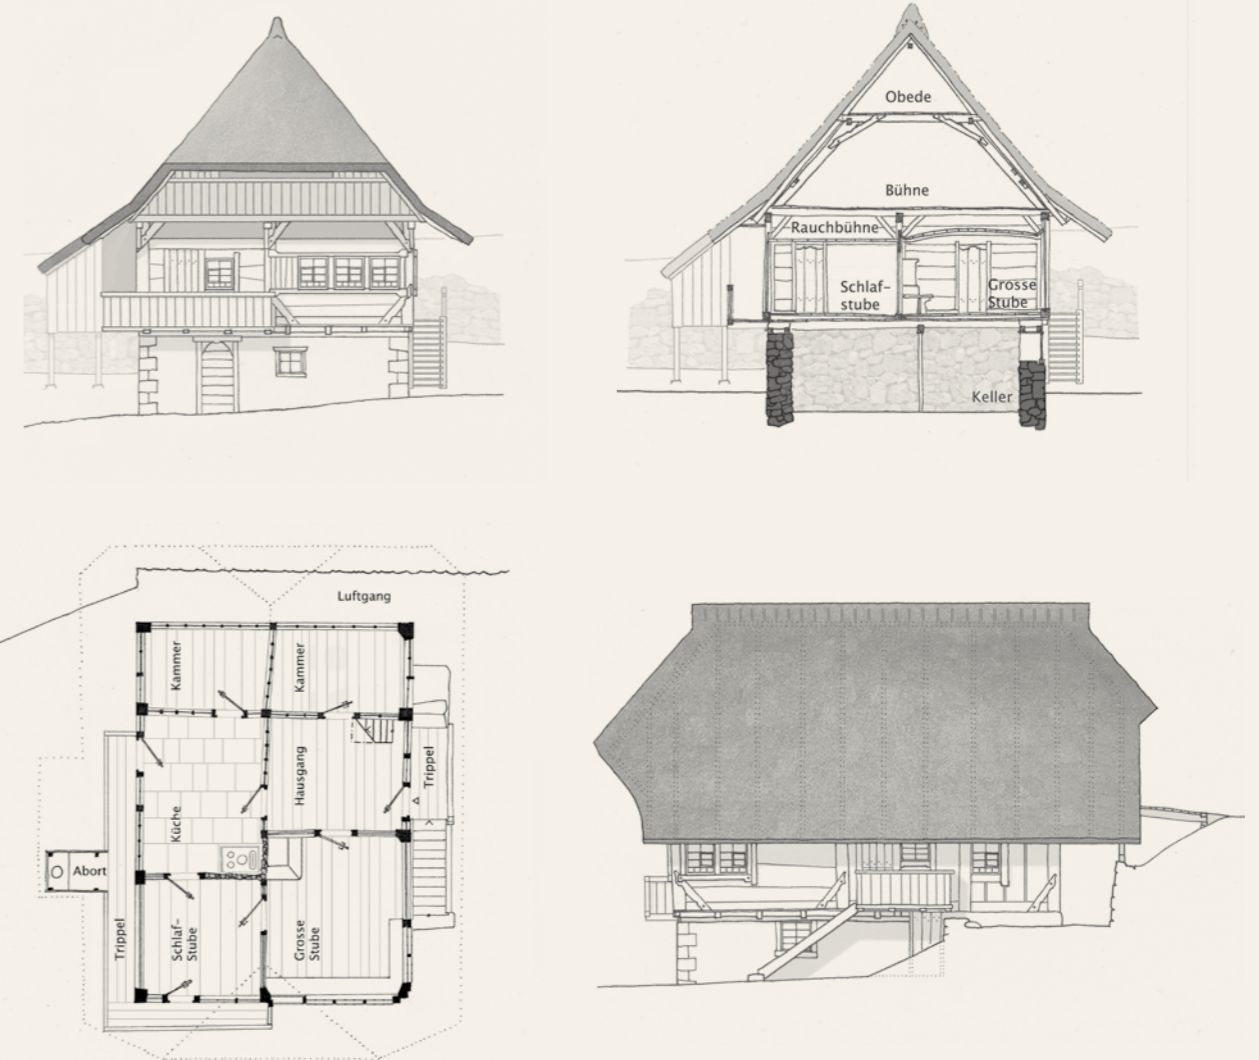 Obede
Bühne
Rauchbühne
Schlaf-
stube
Grosse
Stube
Keller
Luftgang
Kammer
Kammer
Hausgang
Trippel
Küche
Abort
Trippel
Schlaf-
Stube
Grosse
Stube